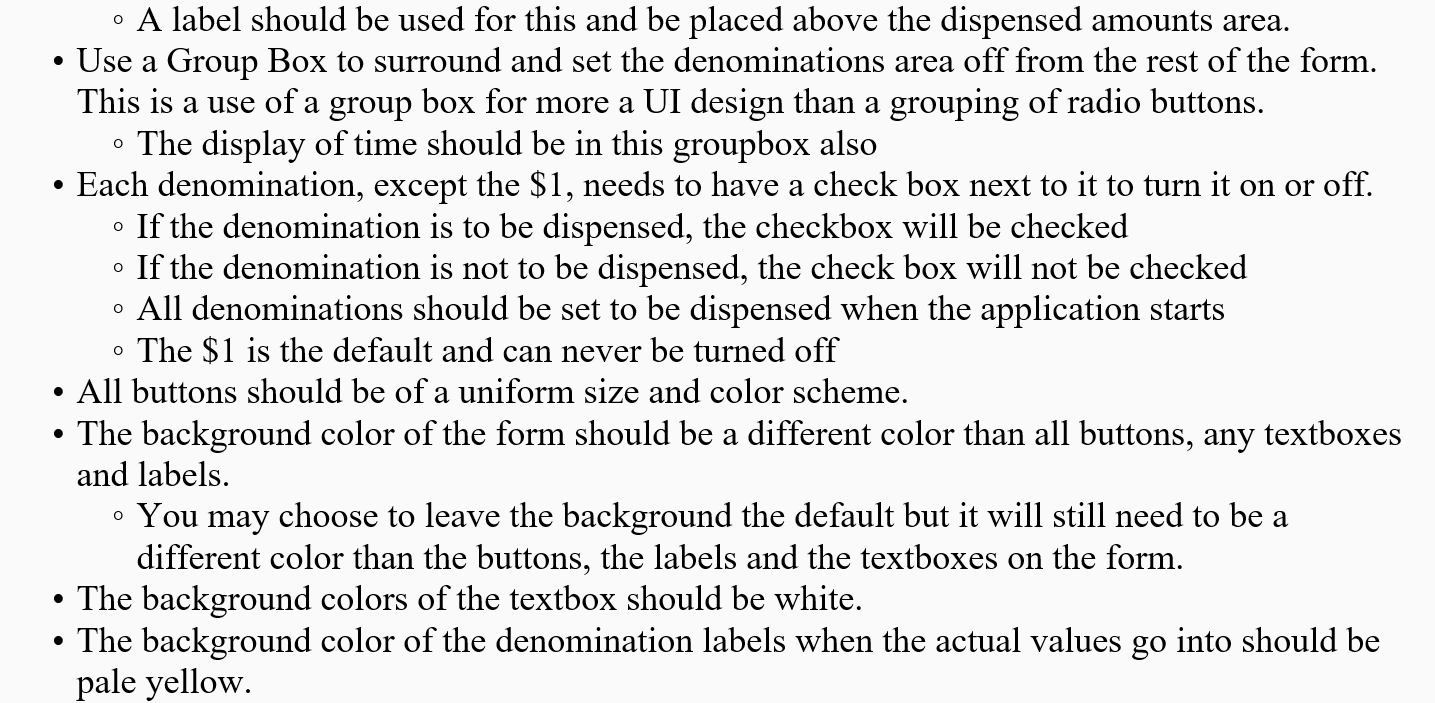 ◦ A label should be used for this and be placed above the dispensed amounts area.
• Use a Group Box to surround and set the denominations area off from the rest of the form.
This is a use of a group box for more a UI design than a grouping of radio buttons.
◦ The display of time should be in this groupbox also
• Each denomination, except the $1, needs to have a check box next to it to turn it on or off.
◦ If the denomination is to be dispensed, the checkbox will be checked
◦ If the denomination is not to be dispensed, the check box will not be checked
◦ All denominations should be set to be dispensed when the application starts
◦ The $1 is the default and can never be turned off
• All buttons should be of a uniform size and color scheme.
• The background color of the form should be a different color than all buttons, any textboxes
and labels.
◦ You may choose to leave the background the default but it will still need to be a
different color than the buttons, the labels and the textboxes on the form.
• The background colors of the textbox should be white.
• The background color of the denomination labels when the actual values go into should be
pale yellow.